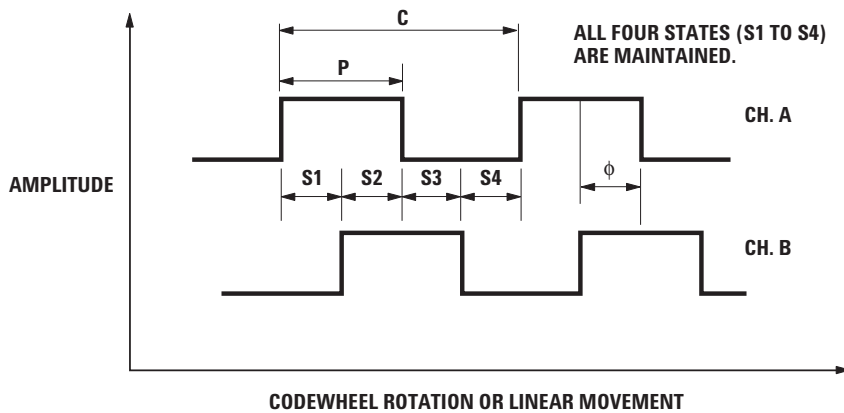 C
ALL FOUR STATES (S1 TO S4)
ARE MAINTAINED.
P
CH. A
AMPLITUDE
S1 S2 S3 S4 ϕ
CH. B
CODEWHEEL ROTATION OR LINEAR MOVEMENT